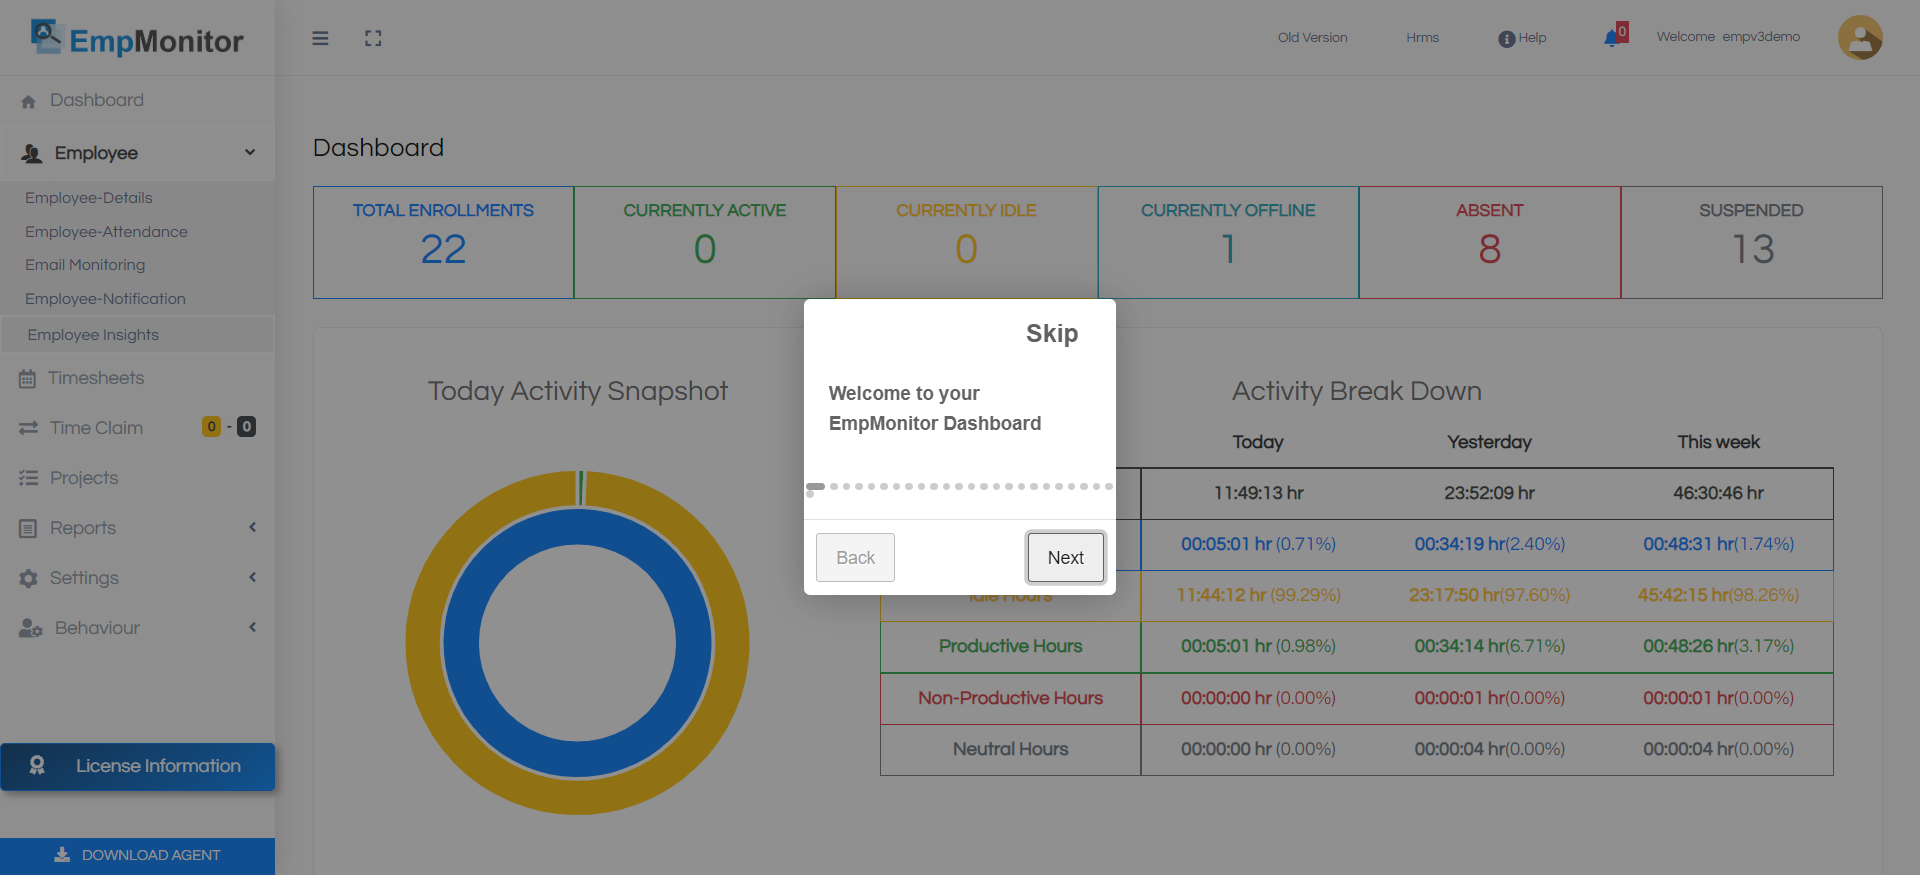 EmpMonitor
Old Version
Hrms
Help
0
Welcome empv3demo
Dashboard
Employee
Employee-Details
Employee-Attendance
Email Monitoring
Employee-Notification
Employee Insights
Timesheets
Time Claim 0 - 0
Projects
Reports
Settings
Behaviour
License Information
DOWNLOAD AGENT
Dashboard
TOTAL ENROLLMENTS
22
CURRENTLY ACTIVE
0
CURRENTLY IDLE
0
CURRENTLY OFFLINE
1
ABSENT
8
SUSPENDED
13
Today Activity Snapshot
Skip
Welcome to your
EmpMonitor Dashboard
Back
Next
Activity Break Down
Today Yesterday This week
11:49:13 hr 23:52:09 hr 46:30:46 hr
00:05:01 hr (0.71%) 00:34:19 hr(2.40%) 00:48:31 hr(1.74%)
Idle Hours 11:44:12 hr (99.29%) 23:17:50 hr(97.60%) 45:42:15 hr(98.26%)
Productive Hours 00:05:01 hr (0.98%) 00:34:14 hr(6.71%) 00:48:26 hr(3.17%)
Non-Productive Hours 00:00:00 hr (0.00%) 00:00:01 hr(0.00%) 00:00:01 hr(0.00%)
Neutral Hours 00:00:00 hr (0.00%) 00:00:04 hr(0.00%) 00:00:04 hr(0.00%)